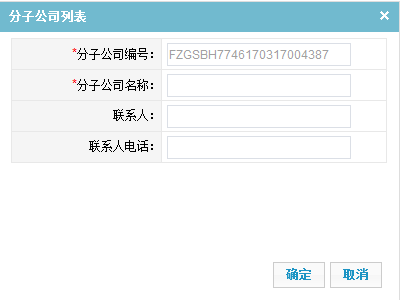 分子公司列表 ×
*分子公司编号： FZGSBH7746170317004387
*分子公司名称：
联系人：
联系人电话：
确定 取消